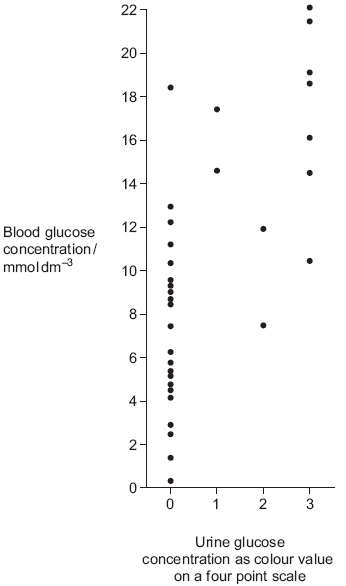 22
20
18
16
14
12
Blood glucose
concentration/
mmol dm⁻³
10
8
6
4
2
0
0 1 2 3
Urine glucose
concentration as colour value
on a four point scale